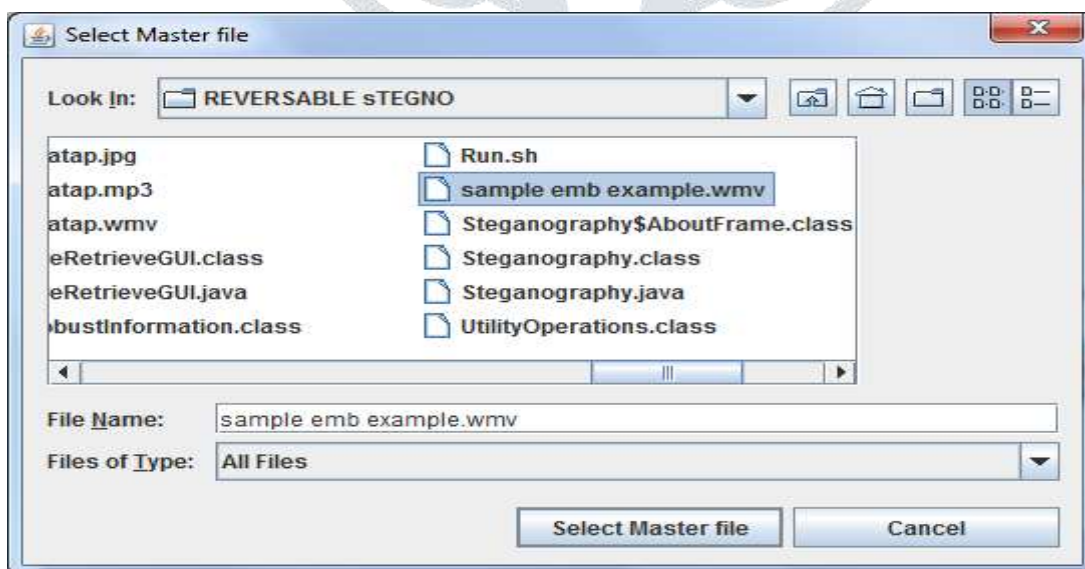 Select Master file
Look In: REVERSABLE sTEGNO
atap.jpg
atap.mp3
atap.wmv
eRetrieveGUI.class
eRetrieveGUI.java
bustInformation.class
Run.sh
sample emb example.wmv
Steganography$AboutFrame.class
Steganography.class
Steganography.java
UtilityOperations.class
File Name: sample emb example.wmv
Files of Type: All Files
Select Master file Cancel